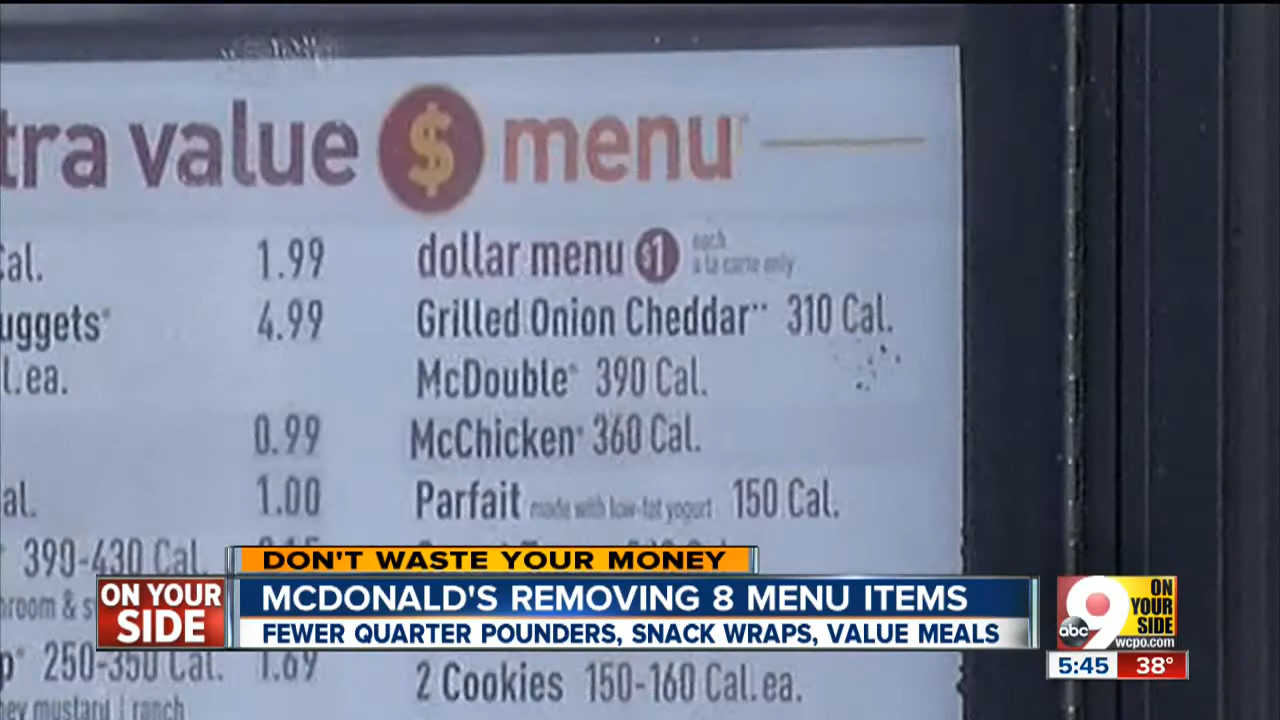 tra value $ menu
al. 1.99
uggets 4.99
l.ea.
0.99
al. 1.00
390-430 Cal.
250-350 Cal. 1.69
mustard | ranch
dollar menu $1 each
a la carte only
Grilled Onion Cheddar 310 Cal.
McDouble 390 Cal.
McChicken 360 Cal.
Parfait made with low-fat yogurt 150 Cal.
2 Cookies 150-160 Cal.ea.
DON'T WASTE YOUR MONEY
ON YOUR
SIDE
MCDONALD'S REMOVING 8 MENU ITEMS
FEWER QUARTER POUNDERS, SNACK WRAPS, VALUE MEALS
abc 9
ON
YOUR
SIDE
wcpo.com
5:45 38°